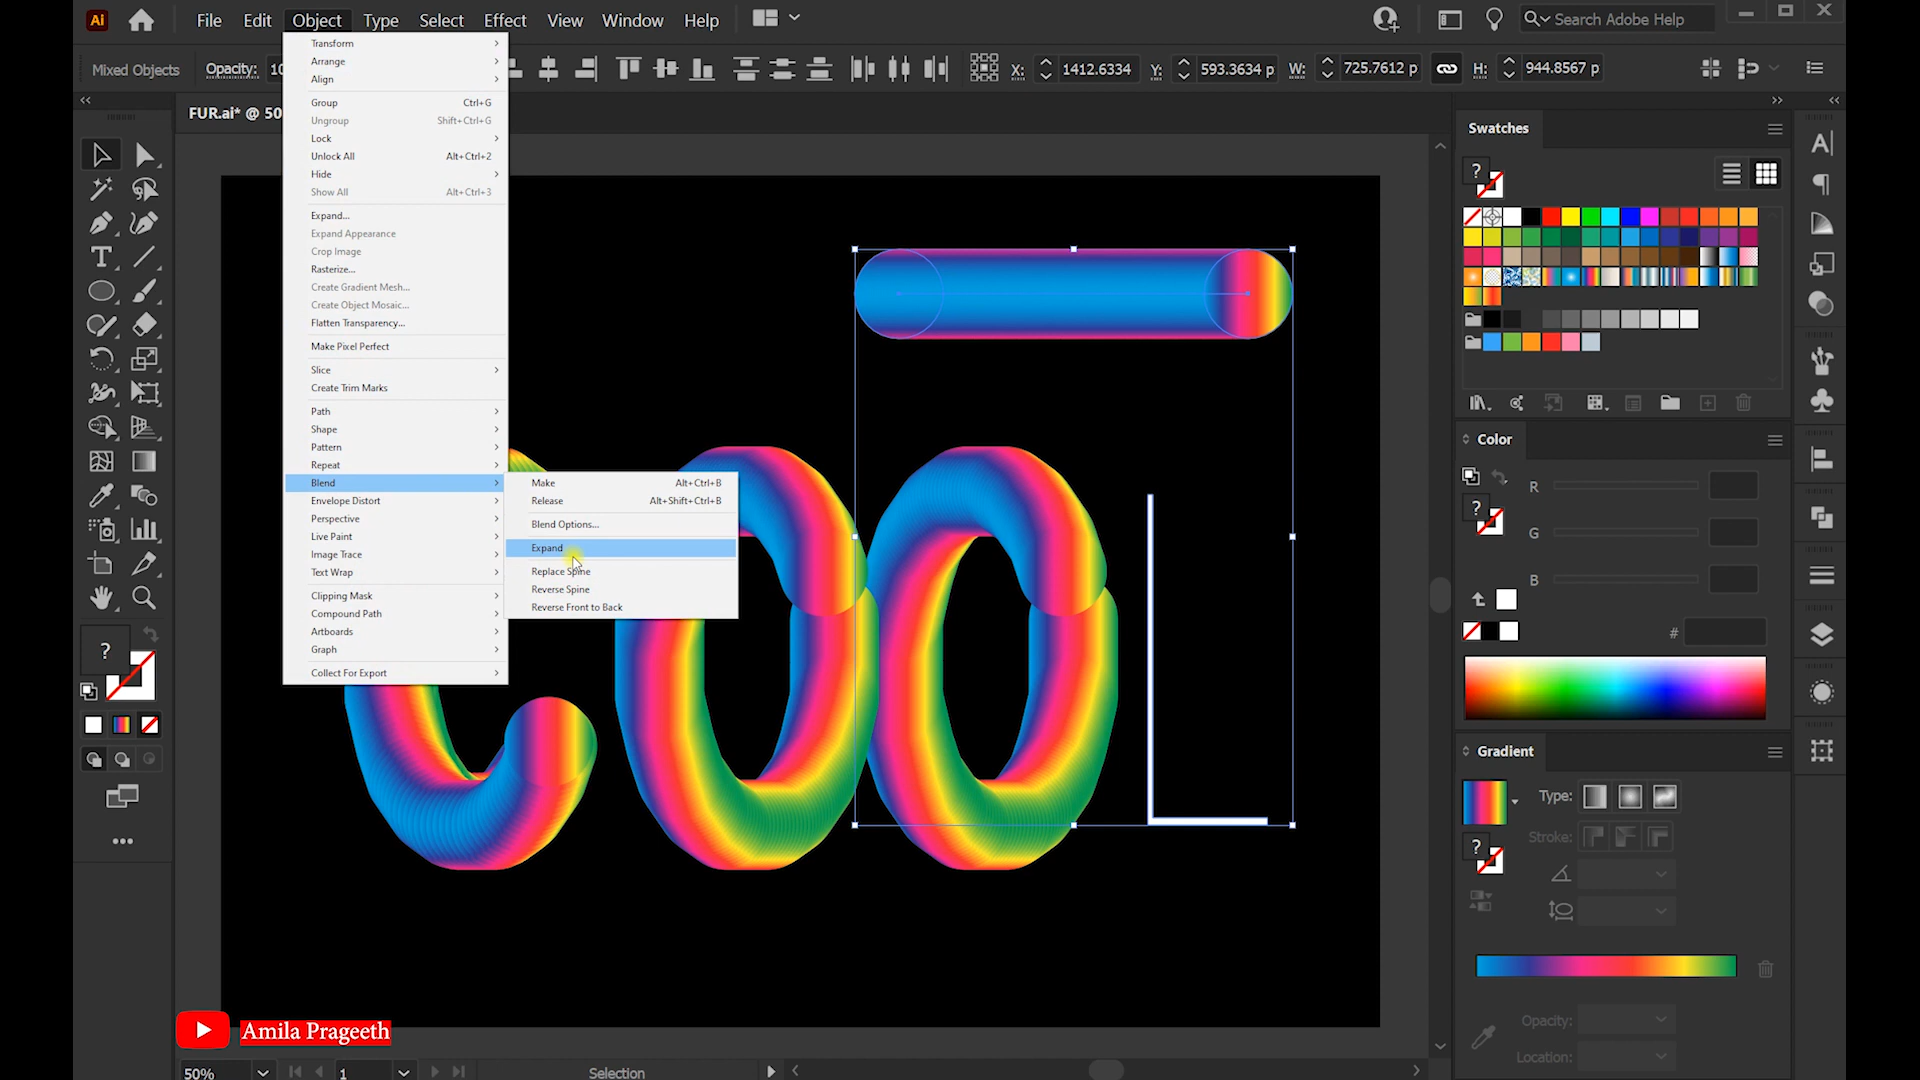 Ai File Edit Object Type Select Effect View Window Help Search Adobe Help
Mixed Objects Opacity: 10 X: 1412.6334 Y: 593.3634 p W: 725.7612 p H: 944.8567 p
FUR.ai* @ 50
Transform
Arrange
Align
Group Ctrl+G
Ungroup Shift+Ctrl+G
Lock
Unlock All Alt+Ctrl+2
Hide
Show All Alt+Ctrl+3
Expand...
Expand Appearance
Crop Image
Rasterize...
Create Gradient Mesh...
Create Object Mosaic...
Flatten Transparency...
Make Pixel Perfect
Slice
Create Trim Marks
Path
Shape
Pattern
Repeat
Blend
Envelope Distort
Perspective
Live Paint
Image Trace
Text Wrap
Clipping Mask
Compound Path
Artboards
Graph
Collect For Export
Make Alt+Ctrl+B
Release Alt+Shift+Ctrl+B
Blend Options...
Expand
Replace Spine
Reverse Spine
Reverse Front to Back
Swatches
Color
R
G
B
#
Gradient
Type:
Stroke:
Opacity:
Location:
Amila Prageeth
50% 1 Selection